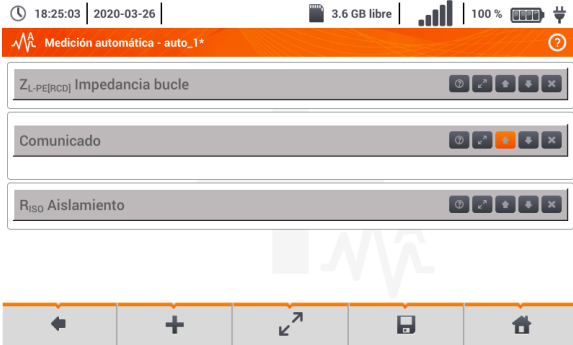 18:25:03 2020-03-26 3.6 GB libre 100 %
Medición automática - auto_1*
ZL-PE[RCD] Impedancia bucle
Comunicado
RISO Aislamiento